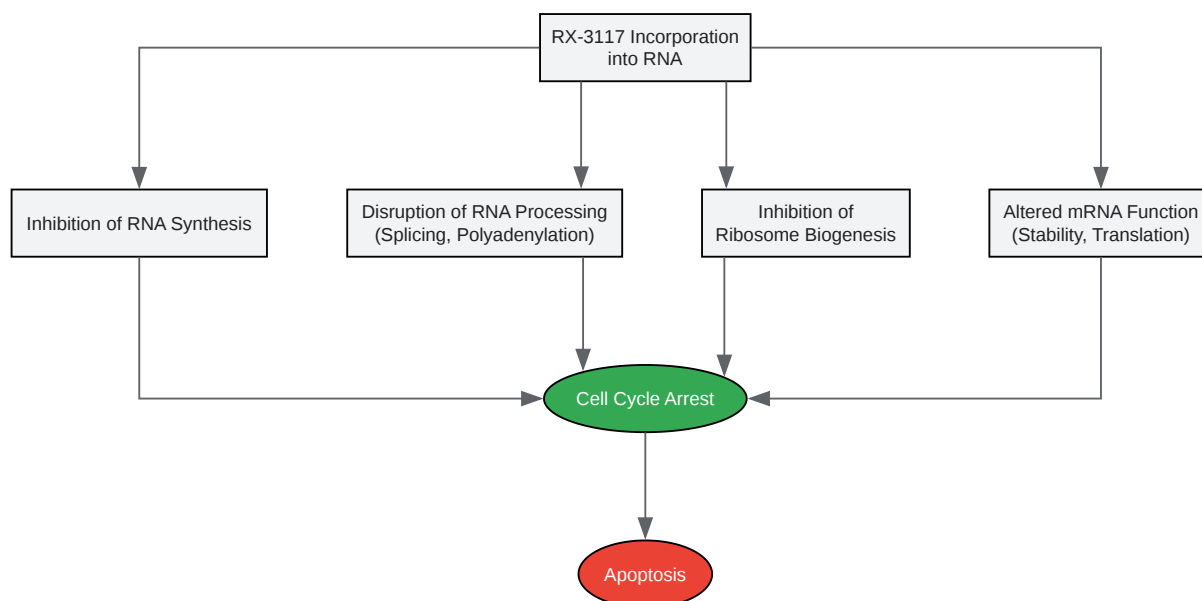 RX-3117 Incorporation
into RNA
Inhibition of RNA Synthesis
Disruption of RNA Processing
(Splicing, Polyadenylation)
Inhibition of
Ribosome Biogenesis
Altered mRNA Function
(Stability, Translation)
Cell Cycle Arrest
Apoptosis